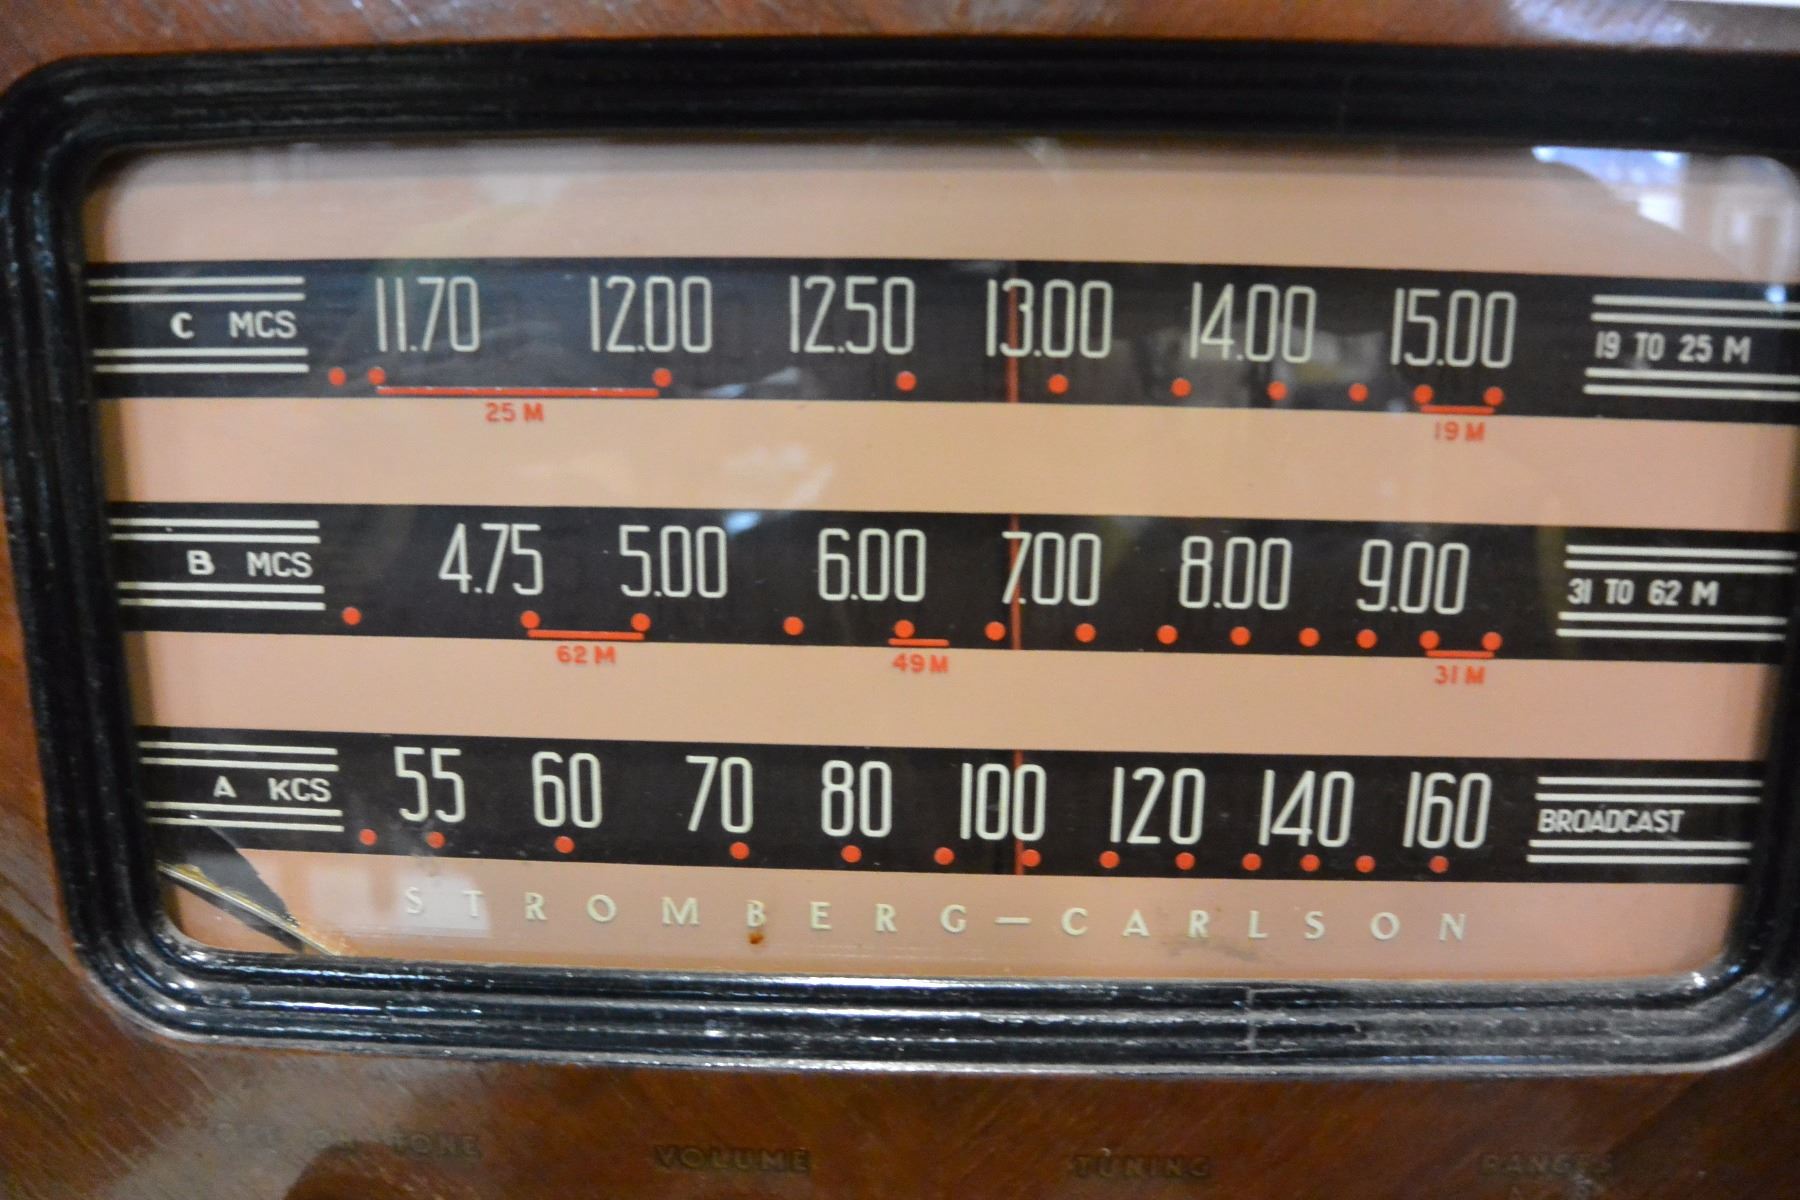 C MCS 11.70 12.00 12.50 13.00 14.00 15.00 19 TO 25 M
25 M 19 M
B MCS 4.75 5.00 6.00 7.00 8.00 9.00 31 TO 62 M
62 M 49 M 31 M
A KCS 55 60 70 80 100 120 140 160 BROADCAST
STROMBERG-CARLSON
TONE VOLUME TUNING RANGES